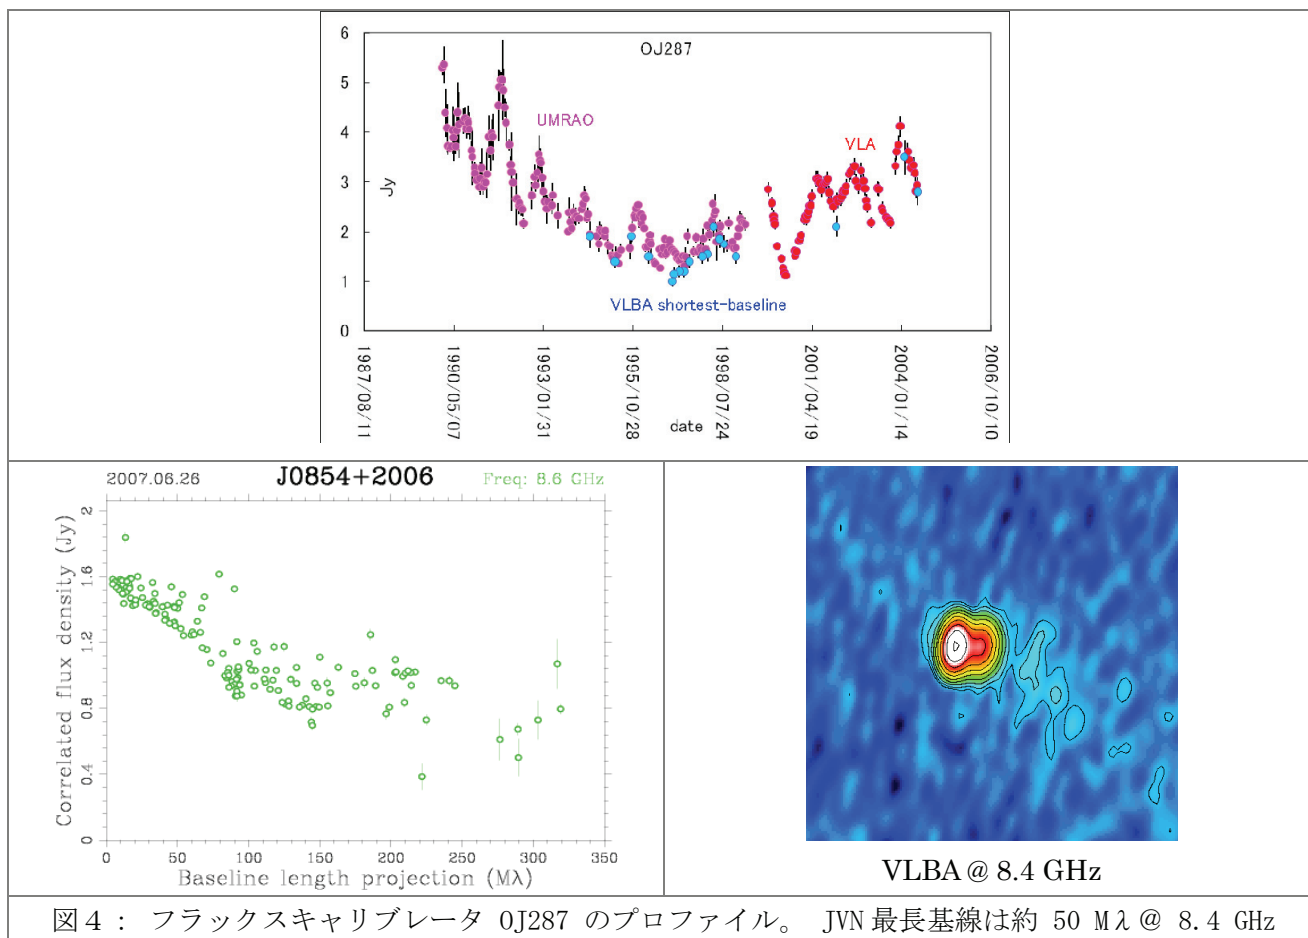 OJ287
6
5
4
3
2
1
0
Jy
UMRAO
VLA
VLBA shortest-baseline
1987/08/11
1990/05/07
1993/01/31
1995/10/28
1998/07/24
2001/04/19
2004/01/14
2006/10/10
date
2007.06.26 J0854+2006 Freq: 8.6 GHz
Correlated flux density (Jy)
2
1.6
1.2
0.8
0.4
0
0 50 100 150 200 250 300 350
Baseline length projection (Mλ)
VLBA @ 8.4 GHz
図4: フラックスキャリブレータ OJ287 のプロファイル。 JVN最長基線は約 50 Mλ@ 8.4 GHz